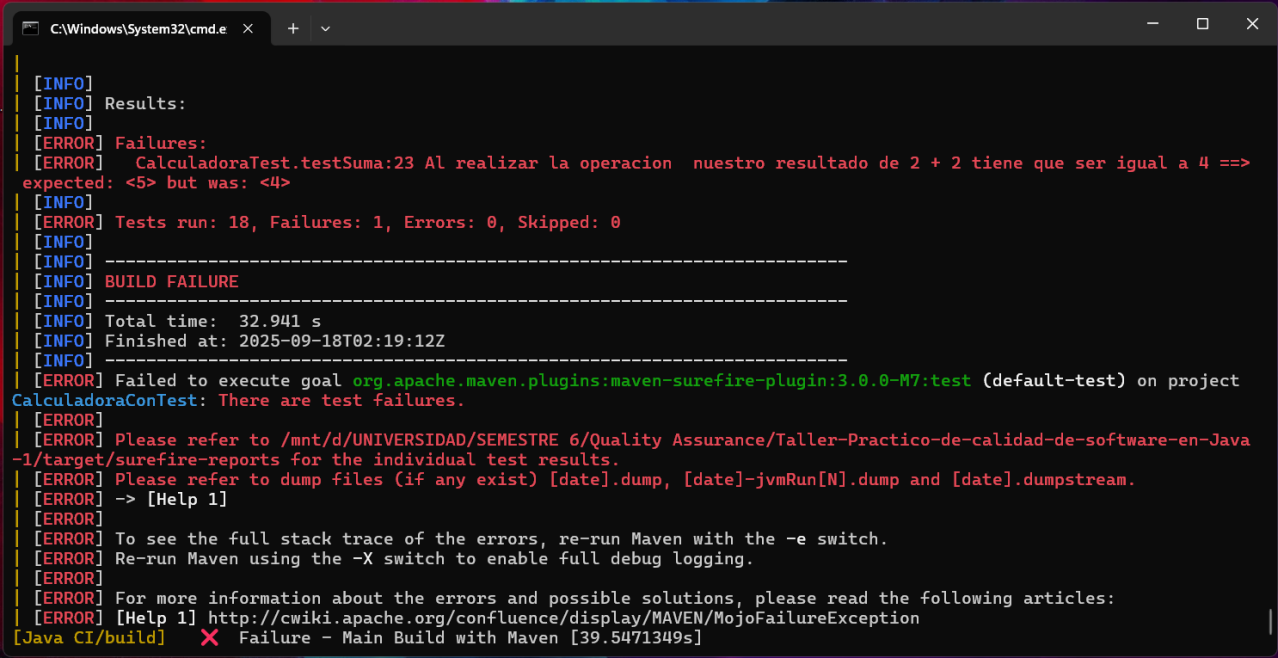 C:\Windows\System32\cmd.e
[INFO]
[INFO] Results:
[INFO]
[ERROR] Failures:
[ERROR]   CalculadoraTest.testSuma:23 Al realizar la operacion  nuestro resultado de 2 + 2 tiene que ser igual a 4 ==>
expected: <5> but was: <4>
[INFO]
[ERROR] Tests run: 18, Failures: 1, Errors: 0, Skipped: 0
[INFO]
[INFO] ------------------------------------------------------------------------
[INFO] BUILD FAILURE
[INFO] ------------------------------------------------------------------------
[INFO] Total time:  32.941 s
[INFO] Finished at: 2025-09-18T02:19:12Z
[INFO] ------------------------------------------------------------------------
[ERROR] Failed to execute goal org.apache.maven.plugins:maven-surefire-plugin:3.0.0-M7:test (default-test) on project
CalculadoraConTest: There are test failures.
[ERROR]
[ERROR] Please refer to /mnt/d/UNIVERSIDAD/SEMESTRE 6/Quality Assurance/Taller-Practico-de-calidad-de-software-en-Java
-1/target/surefire-reports for the individual test results.
[ERROR] Please refer to dump files (if any exist) [date].dump, [date]-jvmRun[N].dump and [date].dumpstream.
[ERROR] -> [Help 1]
[ERROR]
[ERROR] To see the full stack trace of the errors, re-run Maven with the -e switch.
[ERROR] Re-run Maven using the -X switch to enable full debug logging.
[ERROR]
[ERROR] For more information about the errors and possible solutions, please read the following articles:
[ERROR] [Help 1] http://cwiki.apache.org/confluence/display/MAVEN/MojoFailureException
[Java CI/build]   ❌  Failure - Main Build with Maven [39.5471349s]